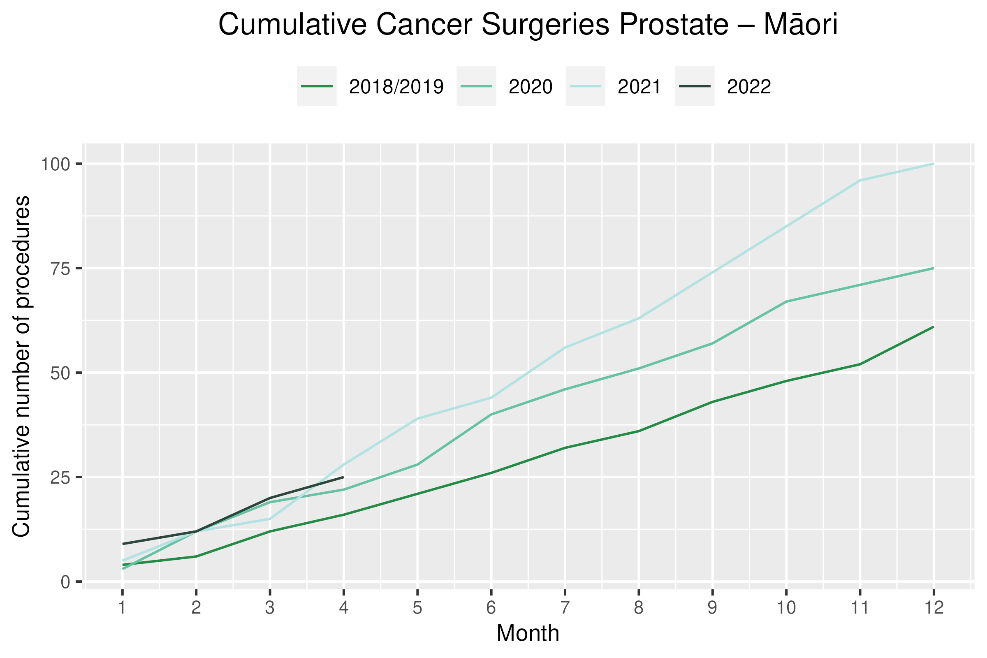 Cumulative Cancer Surgeries Prostate – Māori
2018/2019 2020 2021 2022
Cumulative number of procedures
100
75
50
25
0
1 2 3 4 5 6 7 8 9 10 11 12
Month